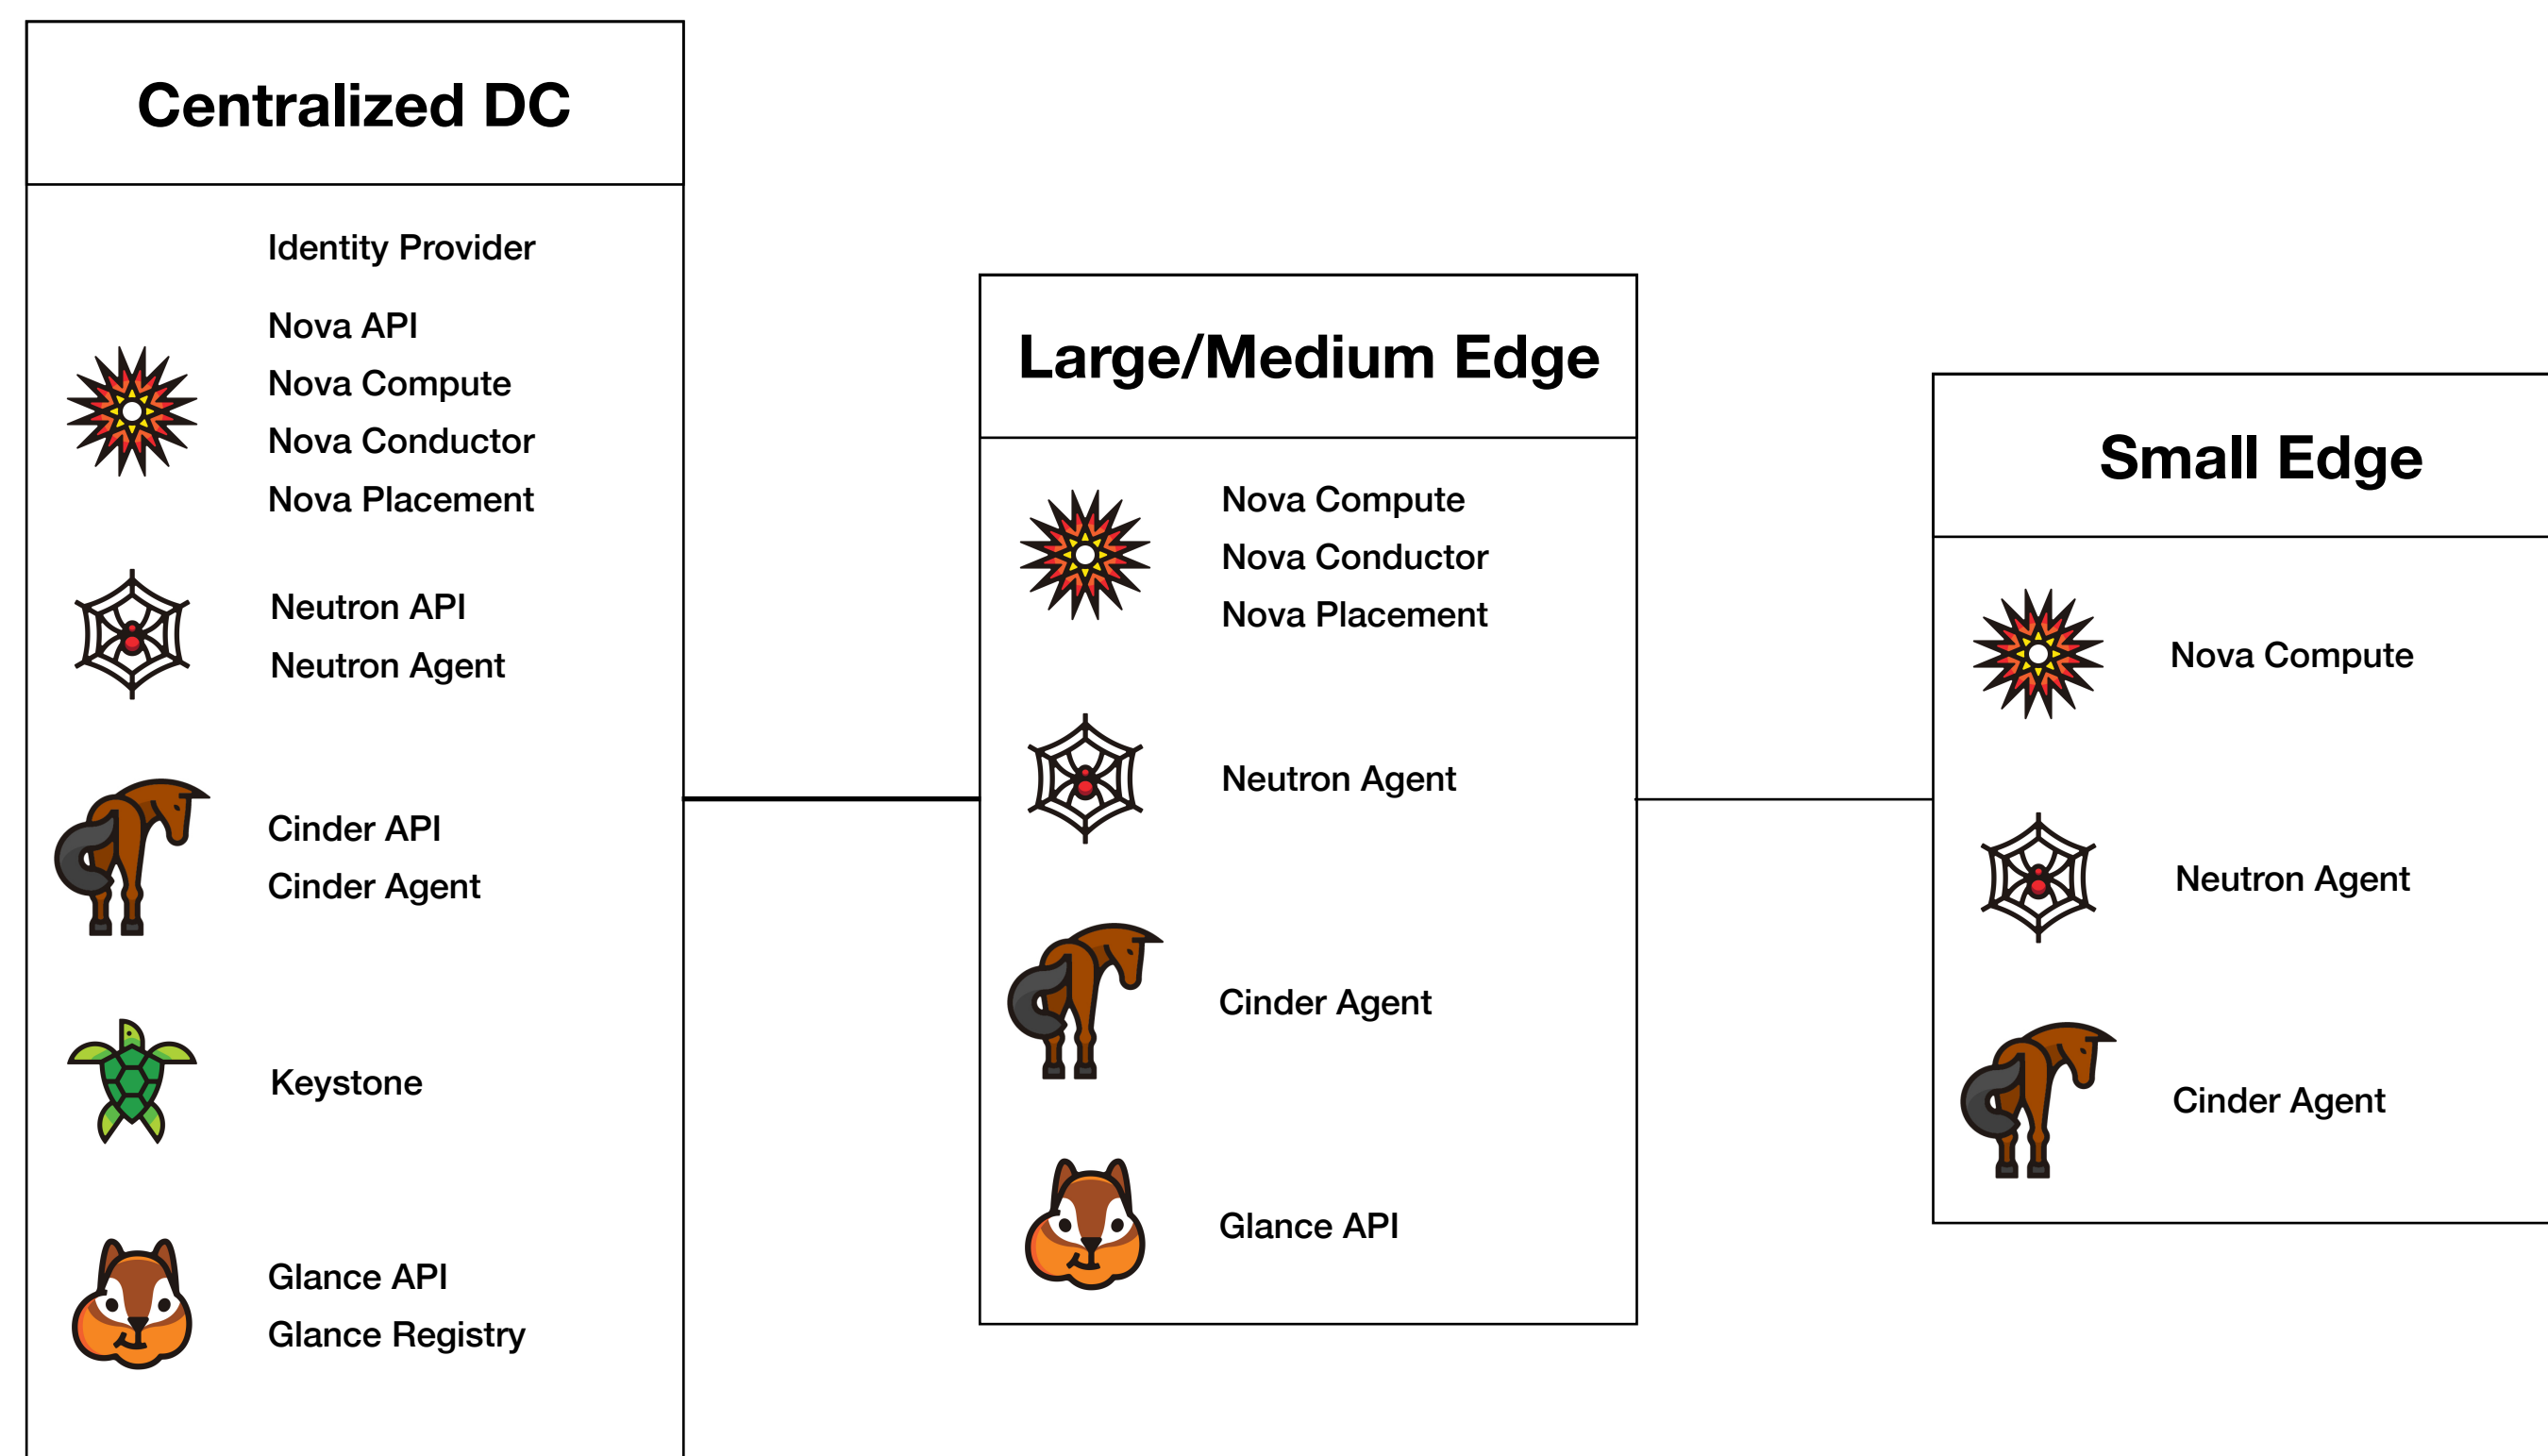 Centralized DC
Identity Provider
Nova API
Nova Compute
Nova Conductor
Nova Placement
Neutron API
Neutron Agent
Cinder API
Cinder Agent
Keystone
Glance API
Glance Registry
Large/Medium Edge
Nova Compute
Nova Conductor
Nova Placement
Neutron Agent
Cinder Agent
Glance API
Small Edge
Nova Compute
Neutron Agent
Cinder Agent